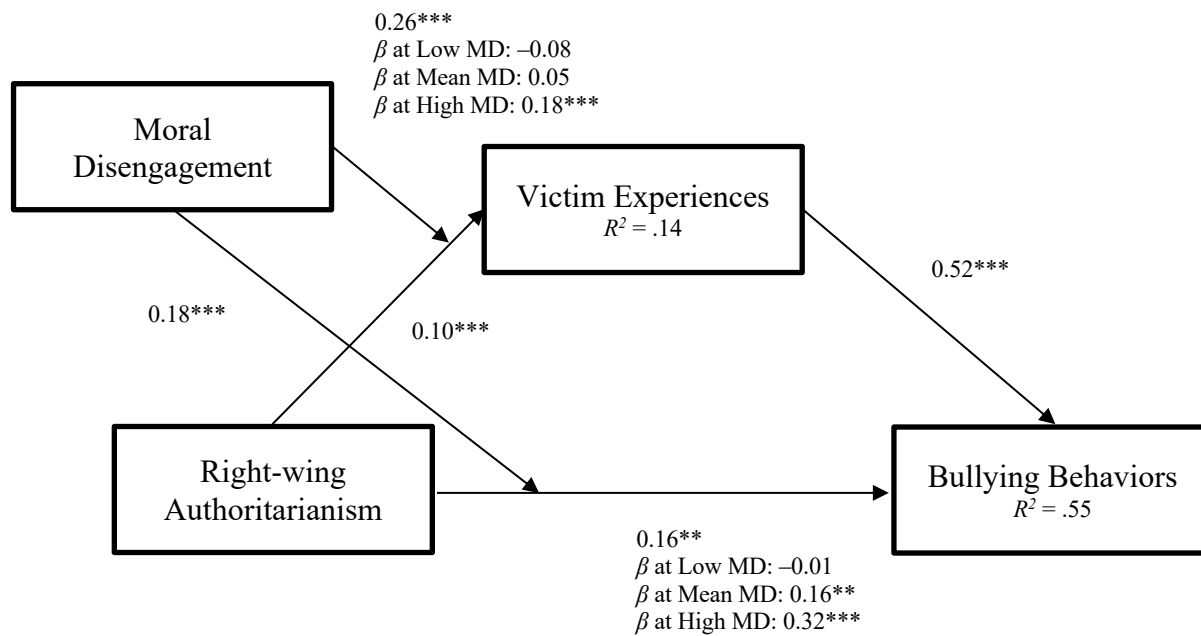 0.26***
β at Low MD: –0.08
β at Mean MD: 0.05
β at High MD: 0.18***
Moral
Disengagement
Victim Experiences
R² = .14
0.52***
0.18***
0.10***
Right-wing
Authoritarianism
Bullying Behaviors
R² = .55
0.16**
β at Low MD: –0.01
β at Mean MD: 0.16**
β at High MD: 0.32***